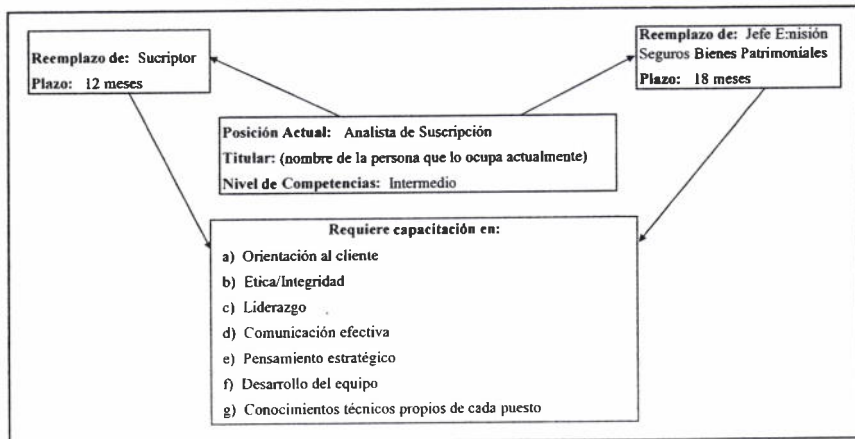 Reemplazo de: Sucriptor
Plazo: 12 meses
Reemplazo de: Jefe Emisión
Seguros Bienes Patrimoniales
Plazo: 18 meses
Posición Actual: Analista de Suscripción
Titular: (nombre de la persona que lo ocupa actualmente)
Nivel de Competencias: Intermedio
Requiere capacitación en:
a) Orientación al cliente
b) Etica/Integridad
c) Liderazgo
d) Comunicación efectiva
e) Pensamiento estratégico
f) Desarrollo del equipo
g) Conocimientos técnicos propios de cada puesto